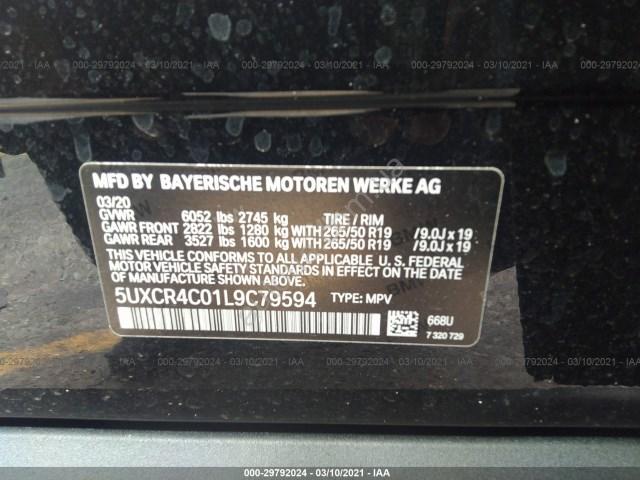 000-29792024 — 03/10/2021 — IAA
MFD BY BAYERISCHE MOTOREN WERKE AG
03/20
GVWR 6052 lbs 2745 kg TIRE / RIM
GAWR FRONT 2822 lbs 1280 kg WITH 265/50 R19 /9.0J x 19
GAWR REAR 3527 lbs 1600 kg WITH 265/50 R19 /9.0J x 19
THIS VEHICLE CONFORMS TO ALL APPLICABLE U.S. FEDERAL
MOTOR VEHICLE SAFETY STANDARDS IN EFFECT ON THE DATE
OF MANUFACTURE SHOWN ABOVE.
5UXCR4C01L9C79594 TYPE: MPV
668U
7 320 729
000-29792024 — 03/10/2021 — IAA